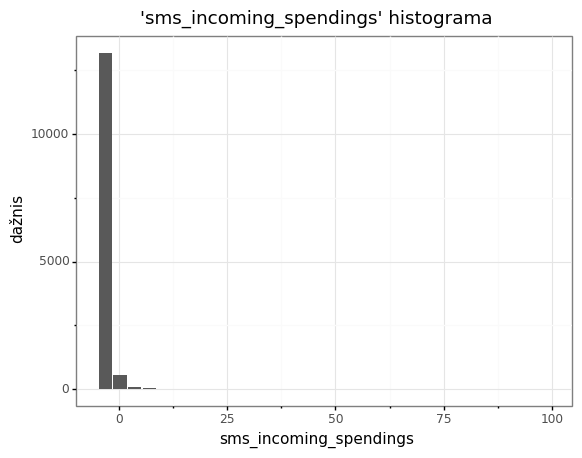 'sms_incoming_spendings' histograma
10000
5000
0
dažnis
0 25 50 75 100
sms_incoming_spendings